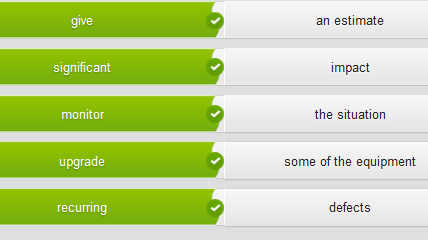 give an estimate
significant impact
monitor the situation
upgrade some of the equipment
recurring defects